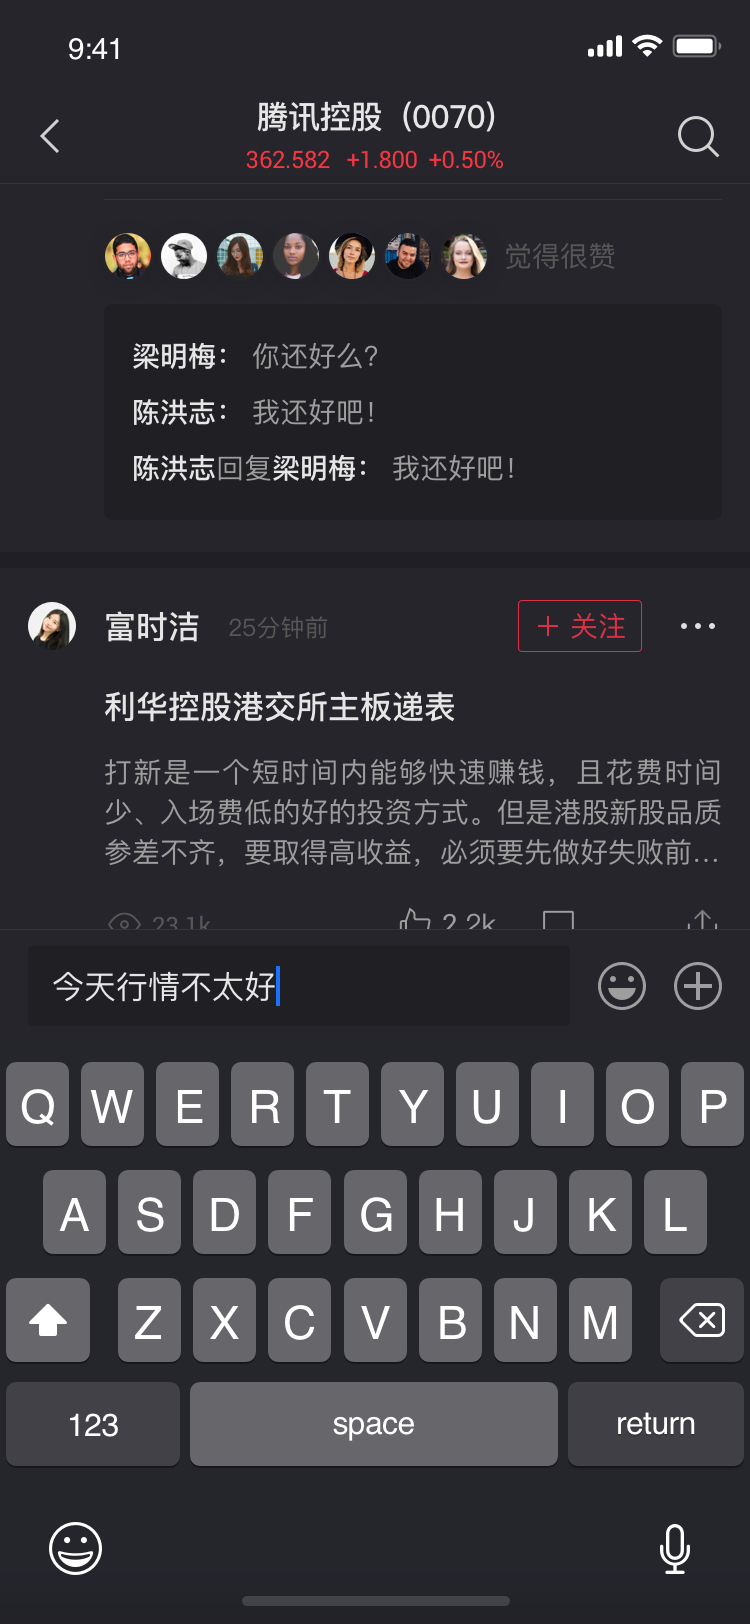 9:41
腾讯控股（0070）
362.582 +1.800 +0.50%
觉得很赞
梁明梅： 你还好么？
陈洪志： 我还好吧！
陈洪志回复梁明梅： 我还好吧！
富时洁 25分钟前 + 关注
利华控股港交所主板递表
打新是一个短时间内能够快速赚钱，且花费时间
少、入场费低的好的投资方式。但是港股新股品质
参差不齐，要取得高收益，必须要先做好失败前...
23.1k 2.2k
今天行情不太好
Q W E R T Y U I O P
A S D F G H J K L
Z X C V B N M
123 space return